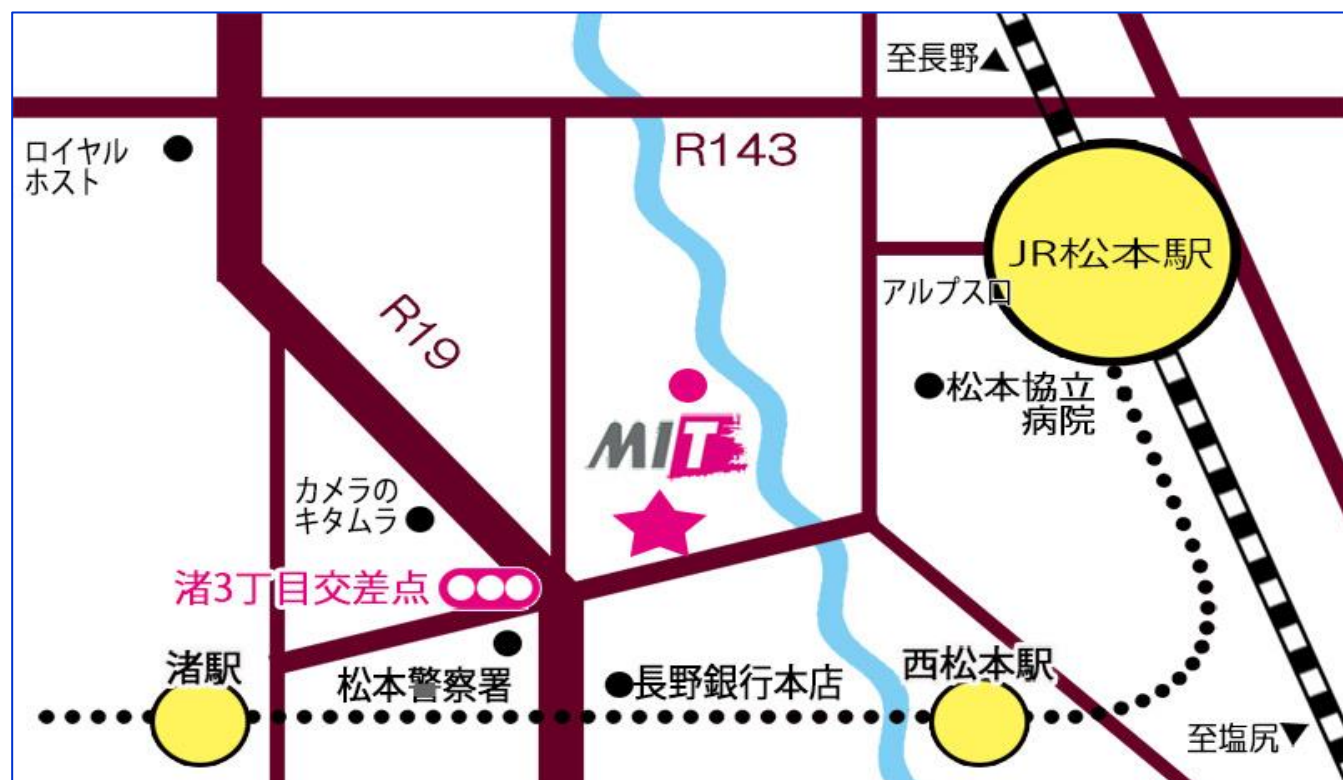 至長野▲
ロイヤル
ホスト
R143
JR松本駅
アルプス口
R19
松本協立
病院
MIT
カメラの
キタムラ
渚3丁目交差点
渚駅
松本警察署
長野銀行本店
西松本駅
至塩尻▼